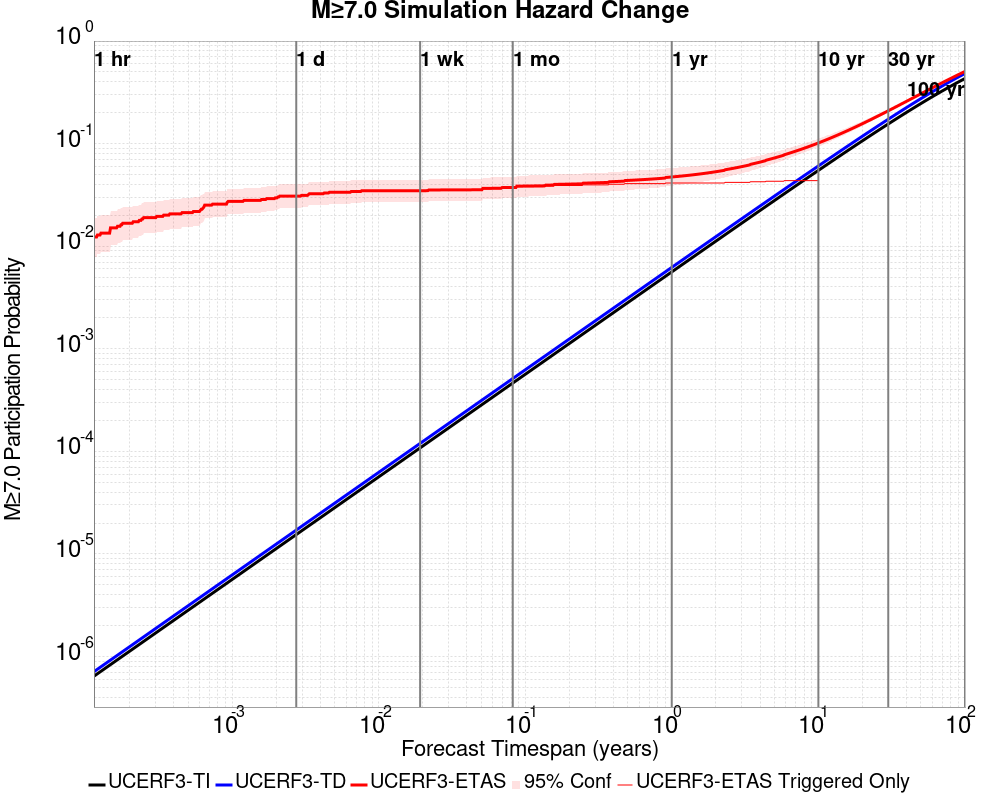 M≥7.0 Simulation Hazard Change
1 hr
1 d
1 wk
1 mo
1 yr
10 yr
30 yr
100 yr
10^0
10^-1
10^-2
10^-3
10^-4
10^-5
10^-6
M≥7.0 Participation Probability
10^-3
10^-2
10^-1
10^0
10^1
10^2
Forecast Timespan (years)
UCERF3-TI UCERF3-TD UCERF3-ETAS 95% Conf UCERF3-ETAS Triggered Only